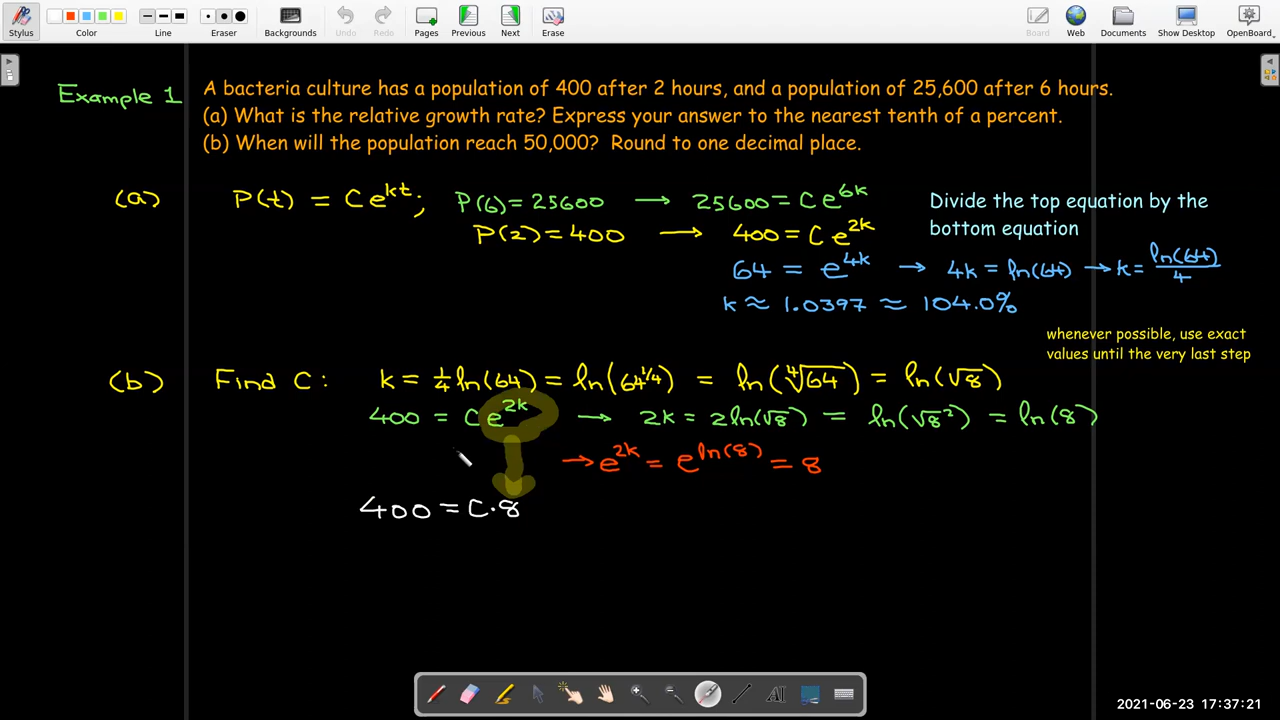 Stylus
Color
Line
Eraser
Backgrounds
Undo
Redo
Pages
Previous
Next
Erase
Board
Web
Documents
Show Desktop
OpenBoard
Example 1
A bacteria culture has a population of 400 after 2 hours, and a population of 25,600 after 6 hours.
(a) What is the relative growth rate? Express your answer to the nearest tenth of a percent.
(b) When will the population reach 50,000? Round to one decimal place.
(a) P(t) = Ce^{kt}; P(6) = 25600 → 25600 = Ce^{6k}
P(2) = 400 → 400 = Ce^{2k}
Divide the top equation by the
bottom equation
64 = e^{4k} → 4k = ln(64) → k = ln(64)/4
k ≈ 1.0397 ≈ 104.0%
whenever possible, use exact
values until the very last step
(b) Find C: k = 1/4 ln(64) = ln(64^{1/4}) = ln(∜64) = ln(√8)
400 = Ce^{2k} → 2k = 2ln(√8) = ln(√8²) = ln(8)
→ e^{2k} = e^{ln(8)} = 8
400 = C·8
AI
2021-06-23 17:37:21